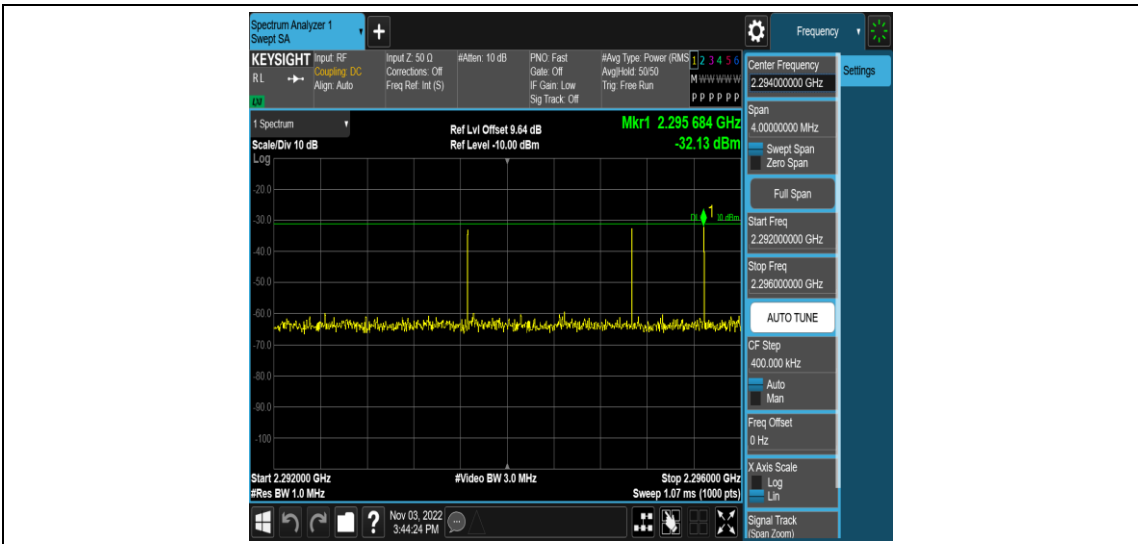 Spectrum Analyzer 1
Swept SA
+
Frequency
KEYSIGHT
RL
LXI
Input: RF
Coupling: DC
Align: Auto
Input Z: 50 Ω
Corrections: Off
Freq Ref: Int (S)
#Atten: 10 dB
PNO: Fast
Gate: Off
IF Gain: Low
Sig Track: Off
#Avg Type: Power (RMS
Avg|Hold: 50/50
Trig: Free Run
1 2 3 4 5 6
M W W W W W
P P P P P P
Center Frequency
2.294000000 GHz
Settings
1 Spectrum
Scale/Div 10 dB
Log
Ref Lvl Offset 9.64 dB
Ref Level -10.00 dBm
Mkr1 2.295 684 GHz
-32.13 dBm
-20.0
-30.0
-40.0
-50.0
-60.0
-70.0
-80.0
-90.0
-100
1
Start 2.292000 GHz
#Res BW 1.0 MHz
#Video BW 3.0 MHz
Stop 2.296000 GHz
Sweep 1.07 ms (1000 pts)
Span
4.00000000 MHz
Swept Span
Zero Span
Full Span
Start Freq
2.292000000 GHz
Stop Freq
2.296000000 GHz
AUTO TUNE
CF Step
400.000 kHz
Auto
Man
Freq Offset
0 Hz
X Axis Scale
Log
Lin
Signal Track
(Span Zoom)
?
Nov 03, 2022
3:44:24 PM